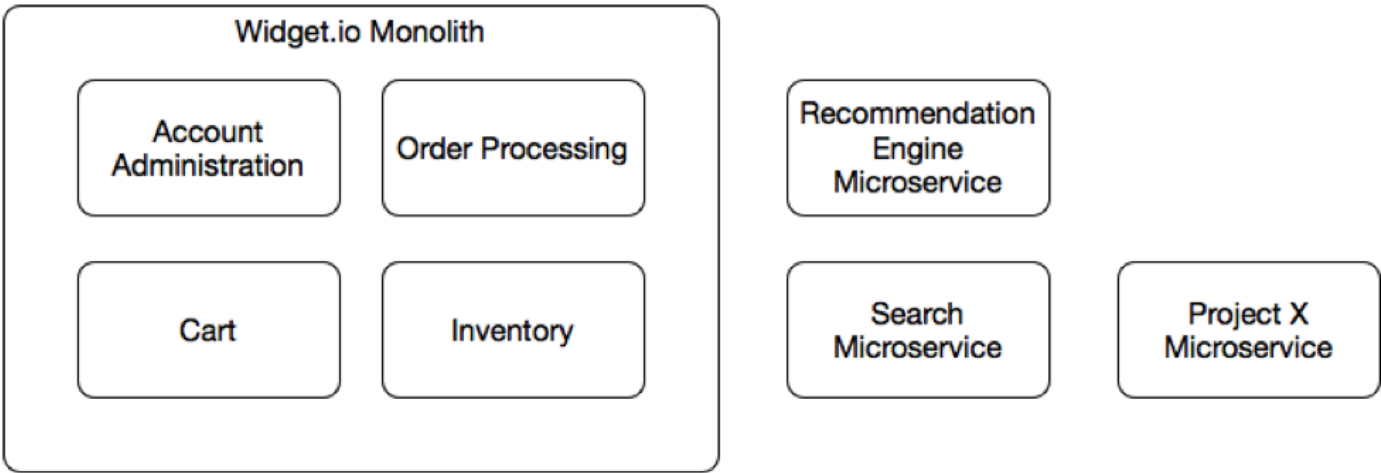 Widget.io Monolith
Account
Administration
Order Processing
Recommendation
Engine
Microservice
Cart
Inventory
Search
Microservice
Project X
Microservice